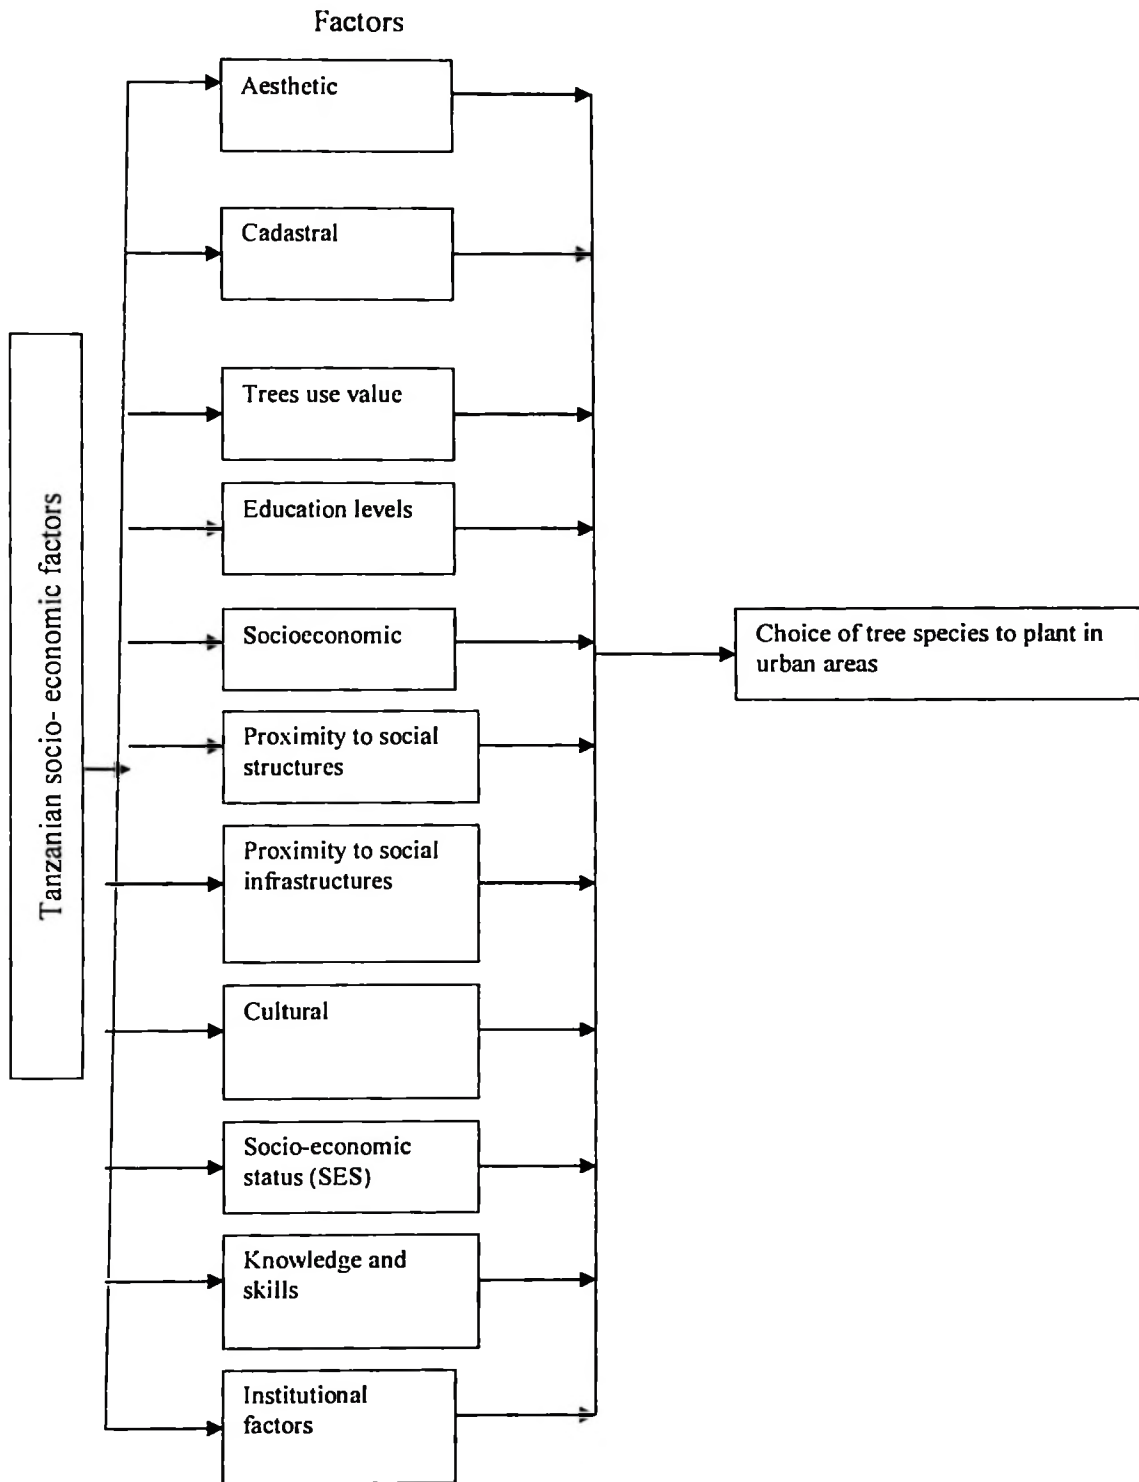 Factors
Aesthetic
Cadastral
Trees use value
Education levels
Socioeconomic
Proximity to social
structures
Proximity to social
infrastructures
Cultural
Socio-economic
status (SES)
Knowledge and
skills
Institutional
factors
Tanzanian socio- economic factors
Choice of tree species to plant in
urban areas